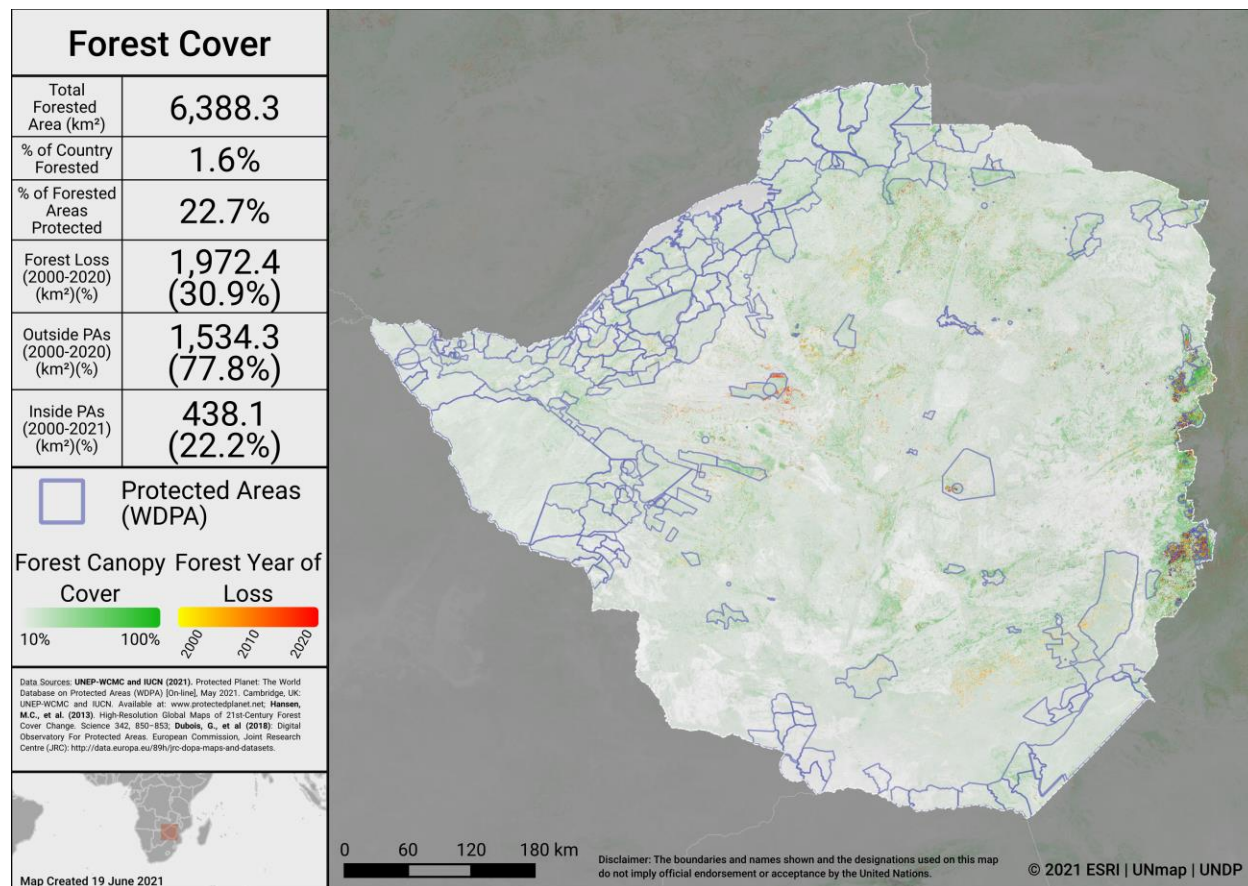 Forest Cover
Total
Forested
Area (km²)
6,388.3
% of Country
Forested
1.6%
% of Forested
Areas
Protected
22.7%
Forest Loss
(2000-2020)
(km²)(%)
1,972.4
(30.9%)
Outside PAs
(2000-2020)
(km²)(%)
1,534.3
(77.8%)
Inside PAs
(2000-2021)
(km²)(%)
438.1
(22.2%)
Protected Areas
(WDPA)
Forest Canopy
Cover
10% 100%
Forest Year of
Loss
2000 2010 2020
Data Sources: UNEP-WCMC and IUCN (2021). Protected Planet: The World
Database on Protected Areas (WDPA) [On-line], May 2021. Cambridge, UK:
UNEP-WCMC and IUCN. Available at: www.protectedplanet.net; Hansen,
M.C., et al. (2013). High-Resolution Global Maps of 21st-Century Forest
Cover Change. Science 342, 850–853; Dubois, G., et al (2018): Digital
Observatory For Protected Areas. European Commission, Joint Research
Centre (JRC): http://data.europa.eu/89h/jrc-dopa-maps-and-datasets.
Map Created 19 June 2021
0 60 120 180 km
Disclaimer: The boundaries and names shown and the designations used on this map
do not imply official endorsement or acceptance by the United Nations.
© 2021 ESRI | UNmap | UNDP